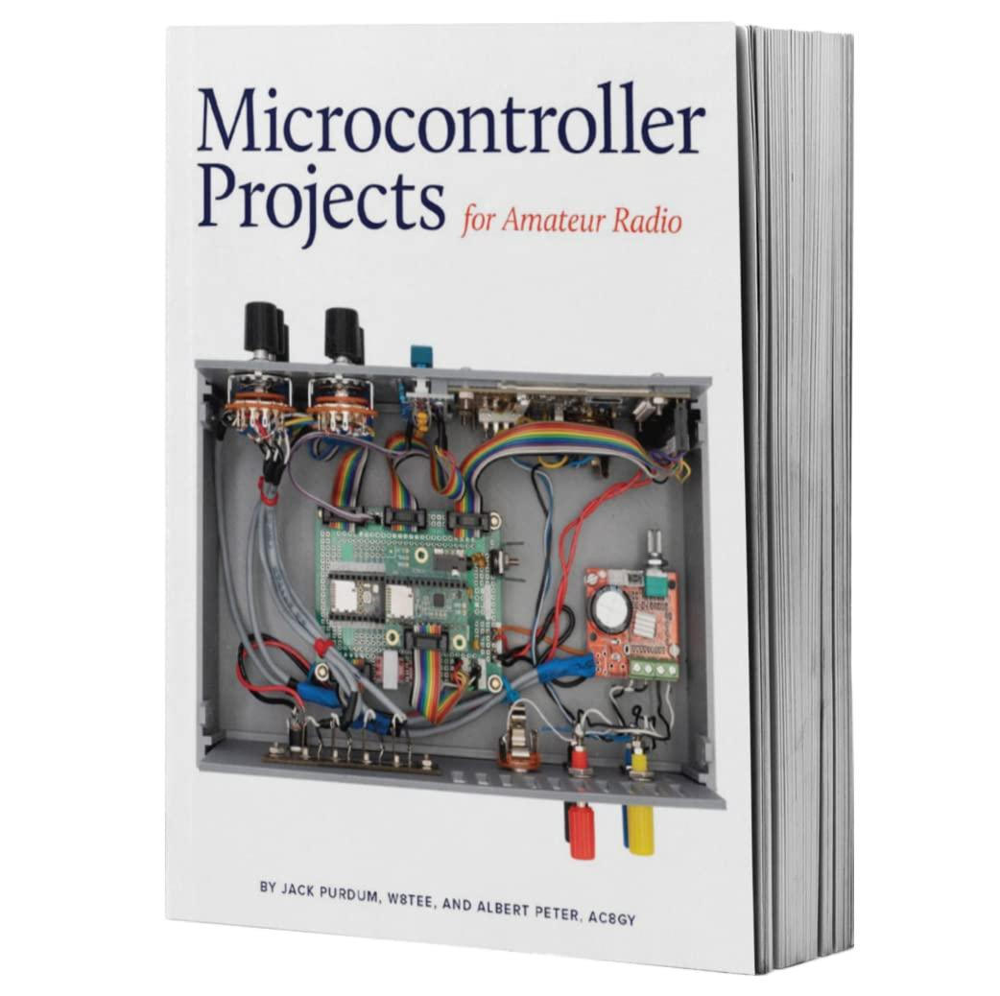 Microcontroller
Projects for Amateur Radio
BY JACK PURDUM, W8TEE, AND ALBERT PETER, AC8GY